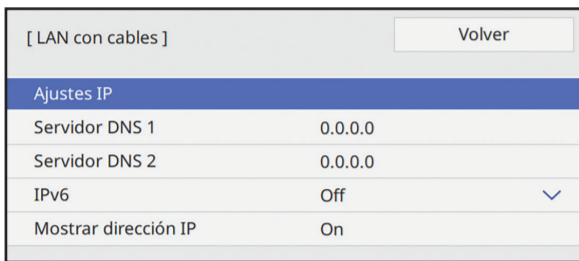 [ LAN con cables ] Volver
Ajustes IP
Servidor DNS 1 0.0.0.0
Servidor DNS 2 0.0.0.0
IPv6 Off
Mostrar dirección IP On